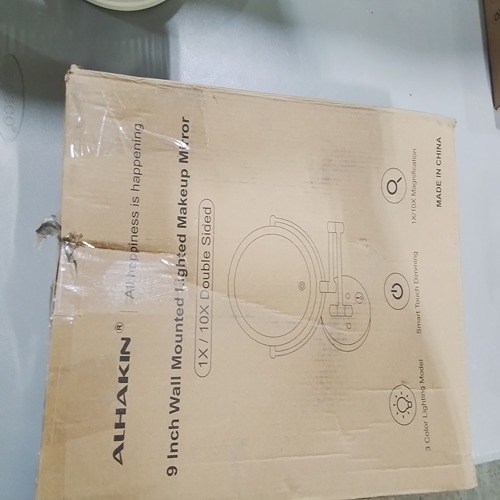 ALHAKIN® | All happiness is happening
9 Inch Wall Mounted Lighted Makeup Mirror
1X / 10X Double Sided
3 Color Lighting Model
Smart Touch Dimming
1X/10X Magnification
MADE IN CHINA